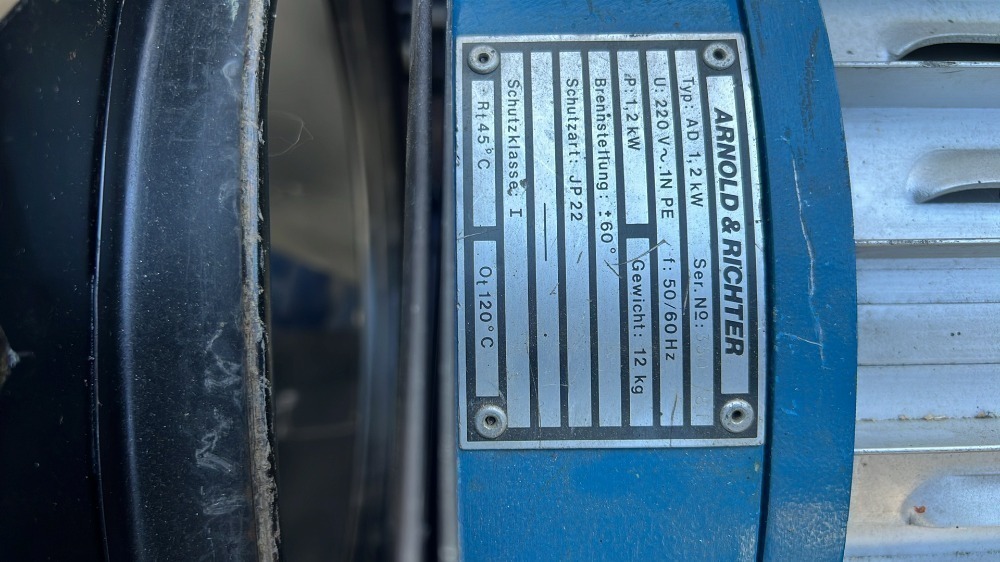 ARNOLD & RICHTER
Typ: AD 1,2 kW Ser. Nº:
U: 220 V~ 1N PE f: 50/60 Hz
P: 1,2 kW Gewicht: 12 kg
Brennstellung: ±60°
Schutzart: JP 22
Schutzklasse: I
Rt 45°C Ot 120°C